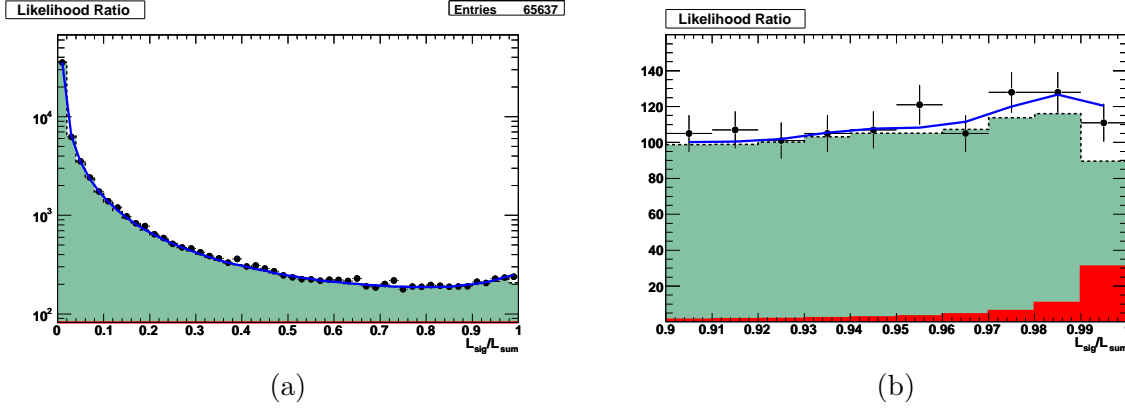 Likelihood Ratio
Entries 65637
10^4
10^3
10^2
0 0.1 0.2 0.3 0.4 0.5 0.6 0.7 0.8 0.9 1
L_sig/L_sum
(a)
Likelihood Ratio
140
120
100
80
60
40
20
0.9 0.91 0.92 0.93 0.94 0.95 0.96 0.97 0.98 0.99 1
L_sig/L_sum
(b)